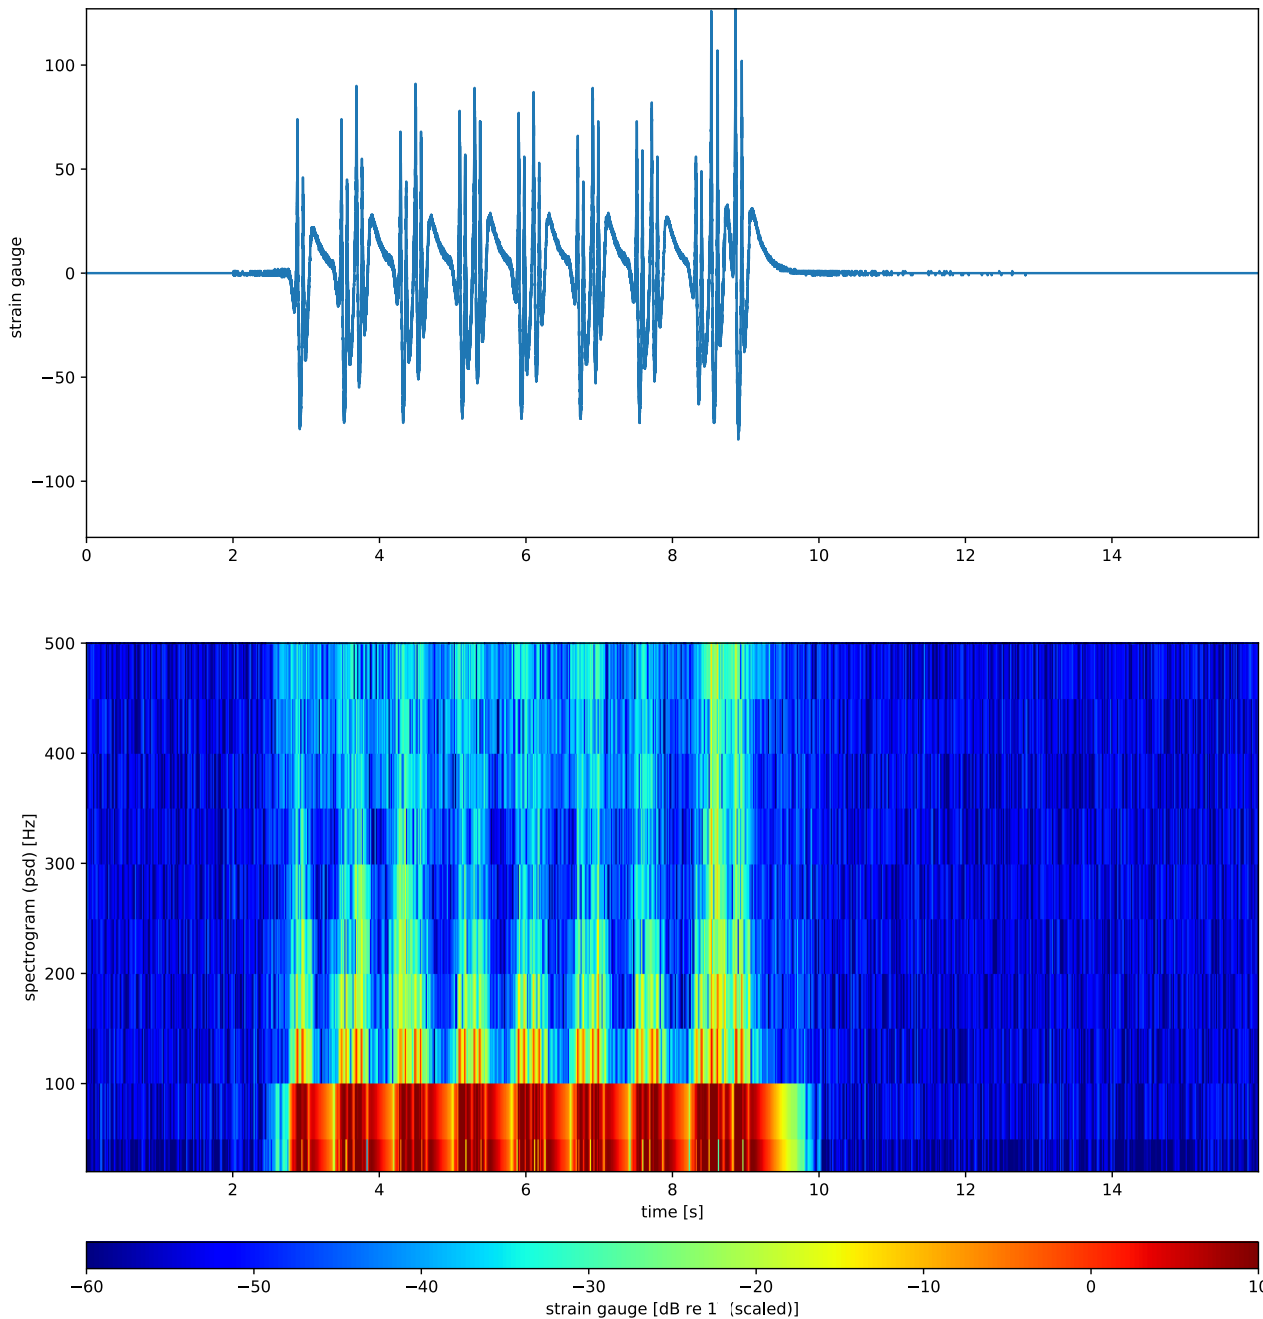 100
50
0
−50
−100
strain gauge
0 2 4 6 8 10 12 14
500
400
300
200
100
spectrogram (psd) [Hz]
2 4 6 8 10 12 14
time [s]
−60 −50 −40 −30 −20 −10 0 10
strain gauge [dB re 1 (scaled)]